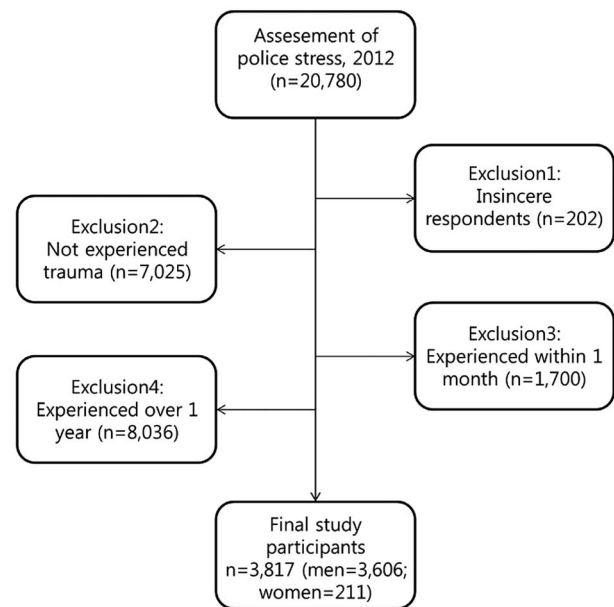 Assesement of
police stress, 2012
(n=20,780)
Exclusion1:
Insincere
respondents (n=202)
Exclusion2:
Not experienced
trauma (n=7,025)
Exclusion3:
Experienced within 1
month (n=1,700)
Exclusion4:
Experienced over 1
year (n=8,036)
Final study
participants
n=3,817 (men=3,606;
women=211)